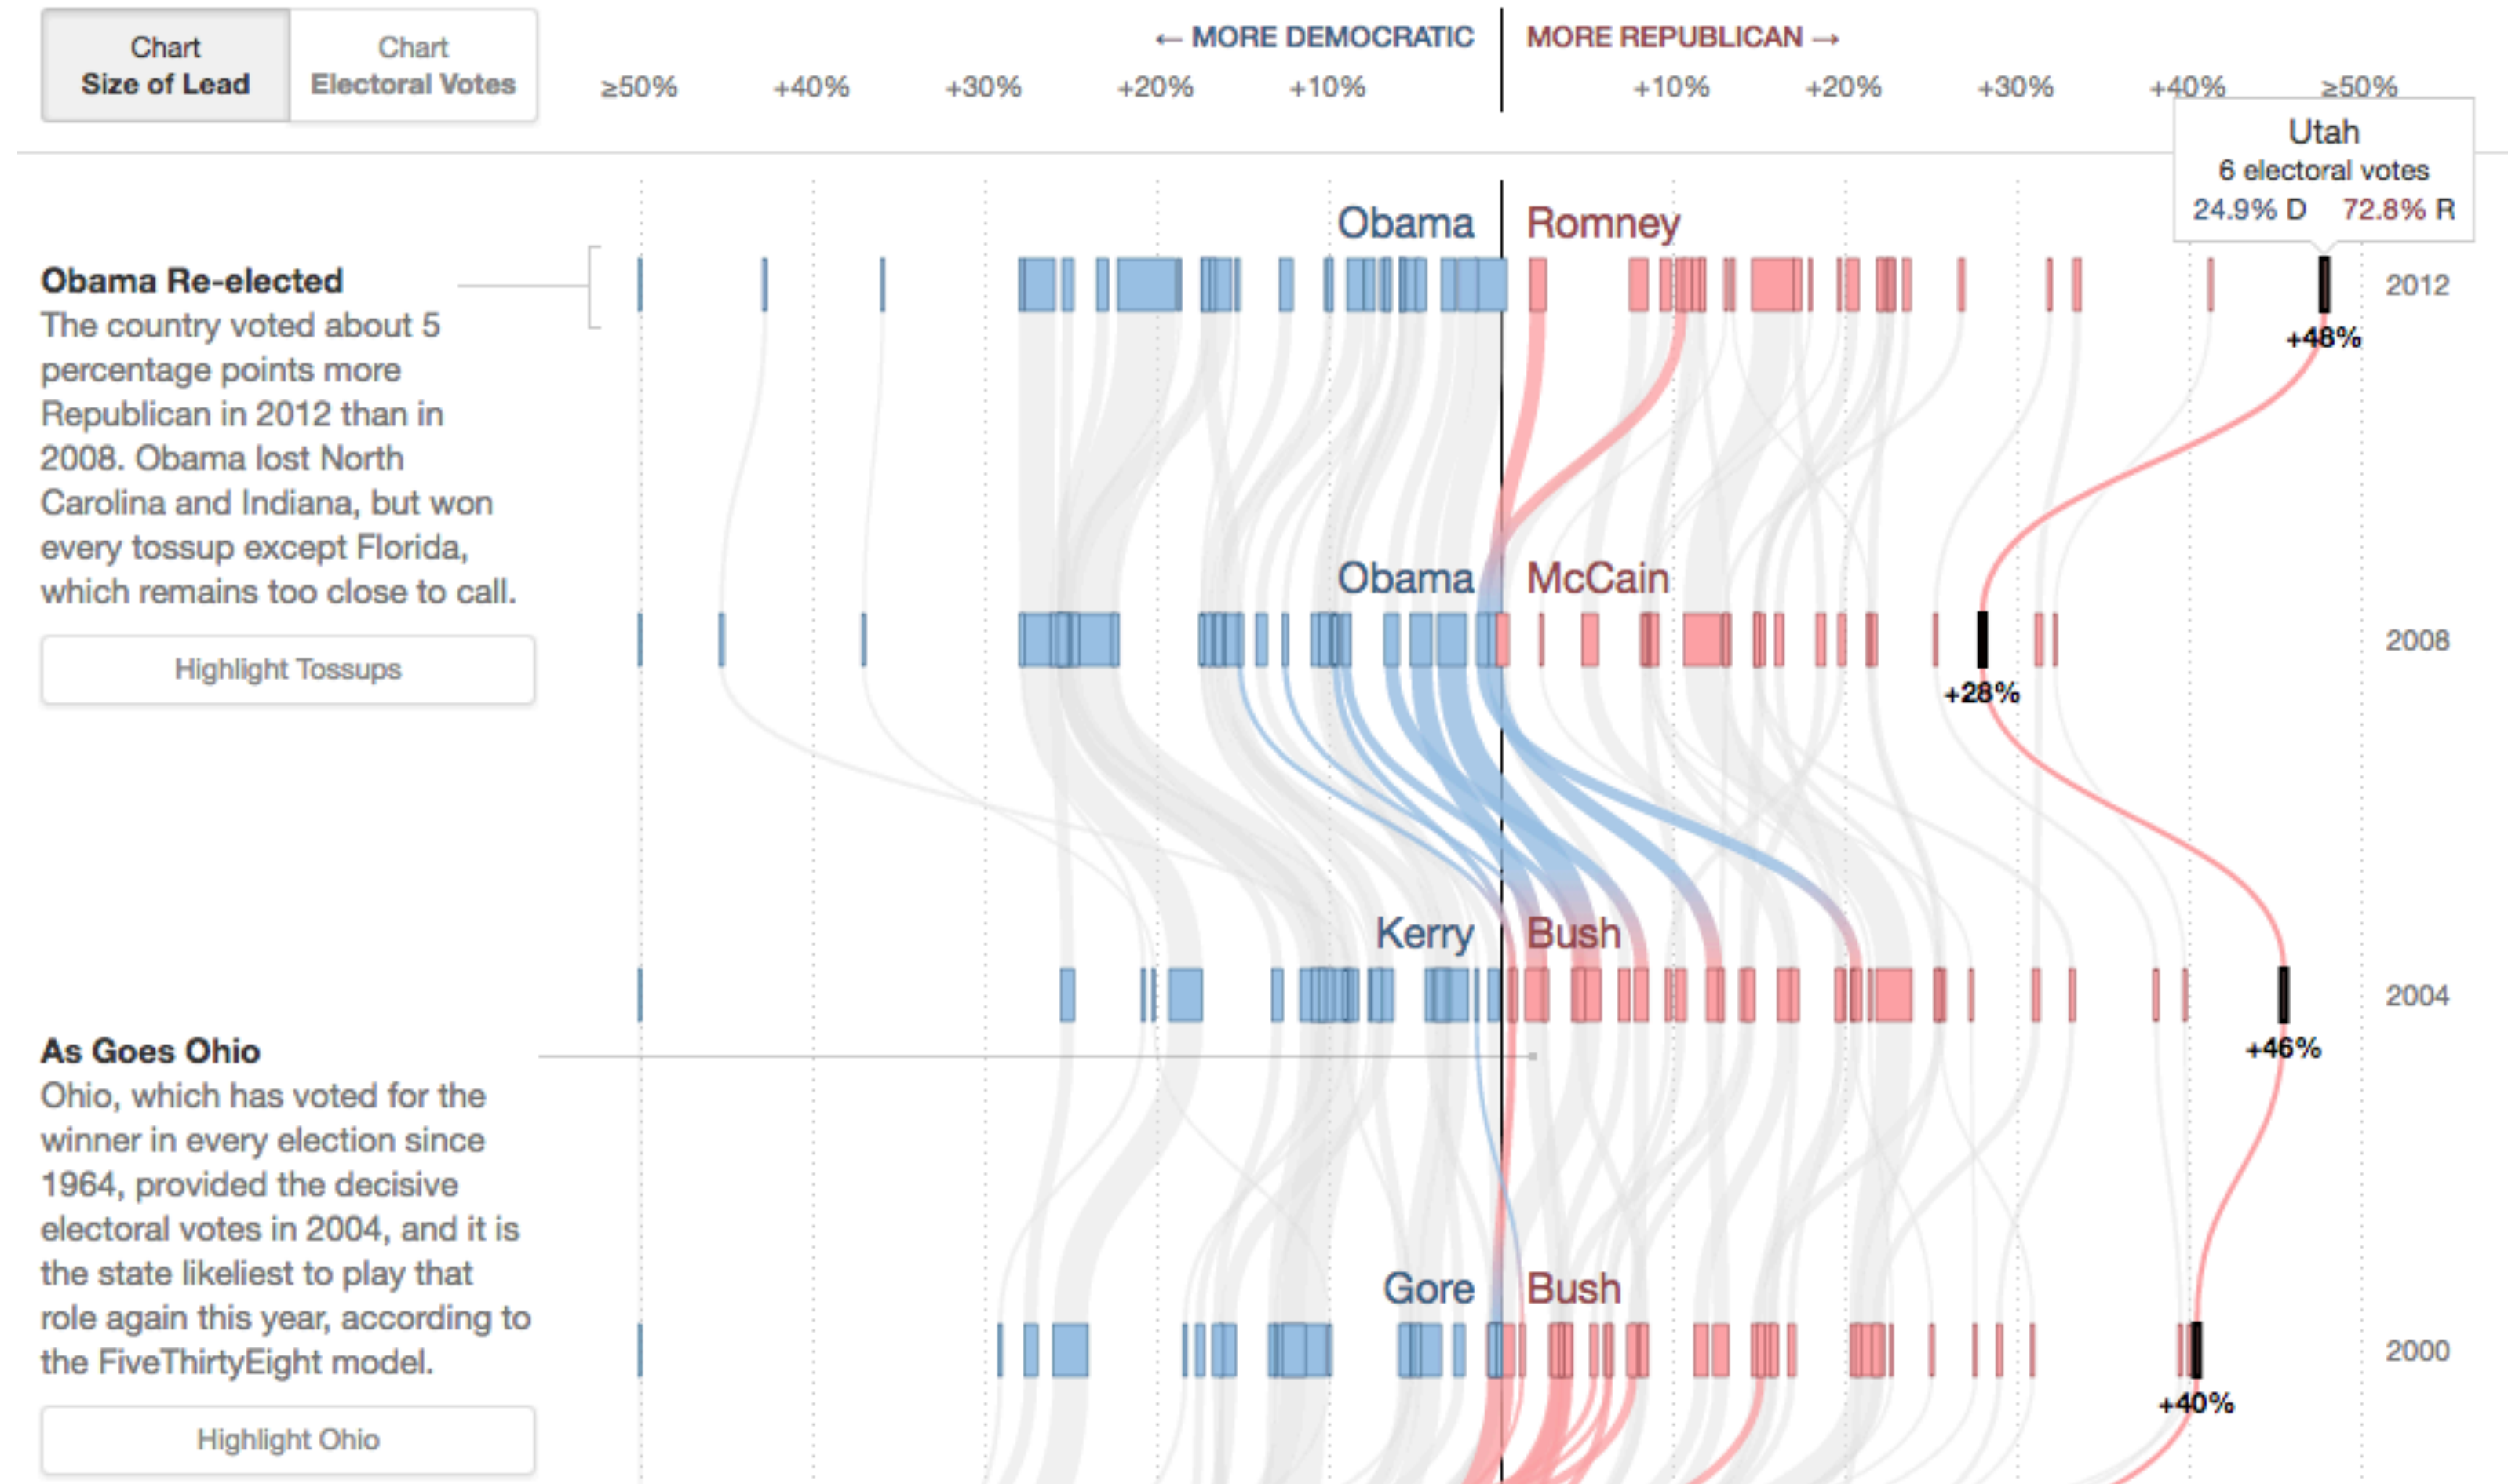 Chart
Size of Lead
Chart
Electoral Votes
← MORE DEMOCRATIC
MORE REPUBLICAN →
≥50%
+40%
+30%
+20%
+10%
+10%
+20%
+30%
+40%
≥50%
Utah
6 electoral votes
24.9% D 72.8% R
Obama
Romney
2012
+48%
Obama Re-elected
The country voted about 5
percentage points more
Republican in 2012 than in
2008. Obama lost North
Carolina and Indiana, but won
every tossup except Florida,
which remains too close to call.
Highlight Tossups
Obama
McCain
2008
+28%
Kerry
Bush
2004
+46%
As Goes Ohio
Ohio, which has voted for the
winner in every election since
1964, provided the decisive
electoral votes in 2004, and it is
the state likeliest to play that
role again this year, according to
the FiveThirtyEight model.
Highlight Ohio
Gore
Bush
2000
+40%